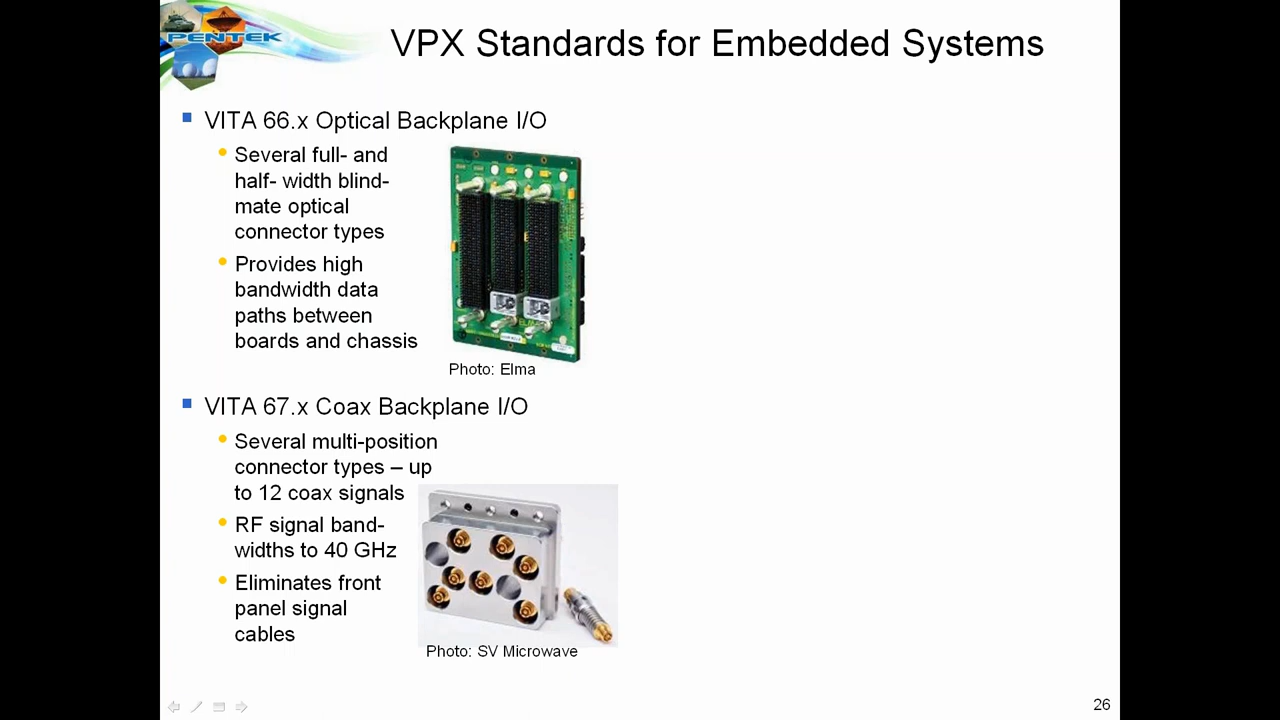 PENTEK
VPX Standards for Embedded Systems
VITA 66.x Optical Backplane I/O
Several full- and
half- width blind-
mate optical
connector types
Provides high
bandwidth data
paths between
boards and chassis
Photo: Elma
VITA 67.x Coax Backplane I/O
Several multi-position
connector types – up
to 12 coax signals
RF signal band-
widths to 40 GHz
Eliminates front
panel signal
cables
Photo: SV Microwave
26